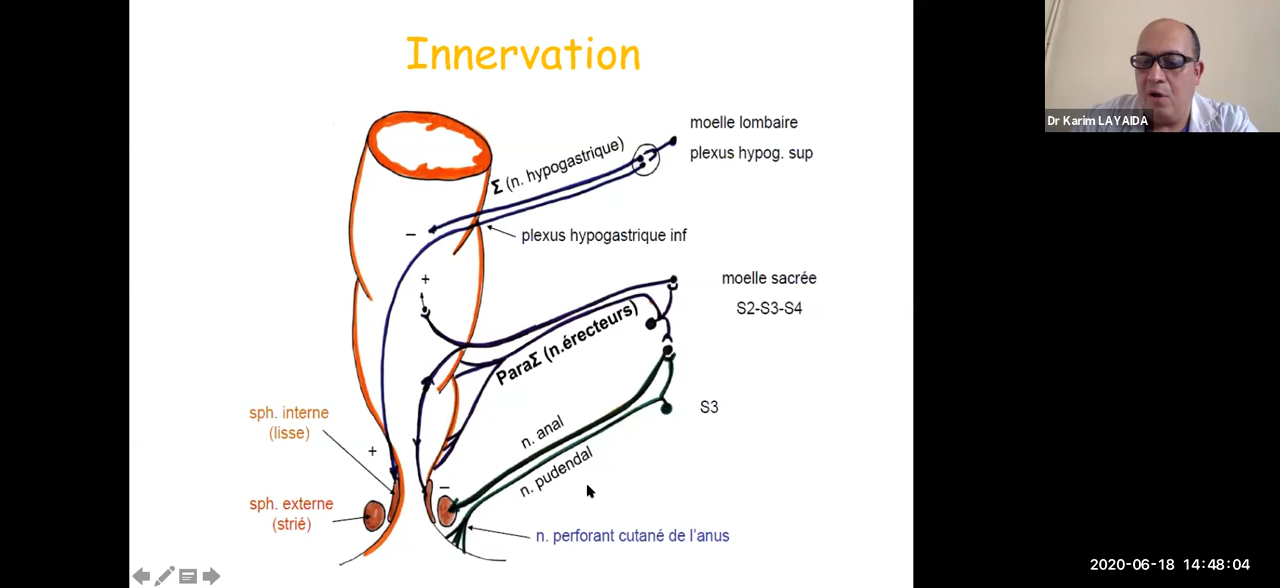 Innervation
Dr Karim LAYAIDA
moelle lombaire
plexus hypog. sup
Σ (n. hypogastrique)
–
plexus hypogastrique inf
+
moelle sacrée
S2-S3-S4
ParaΣ (n.érecteurs)
S3
sph. interne
(lisse)
n. anal
+
n. pudendal
–
sph. externe
(strié)
n. perforant cutané de l'anus
2020-06-18 14:48:04